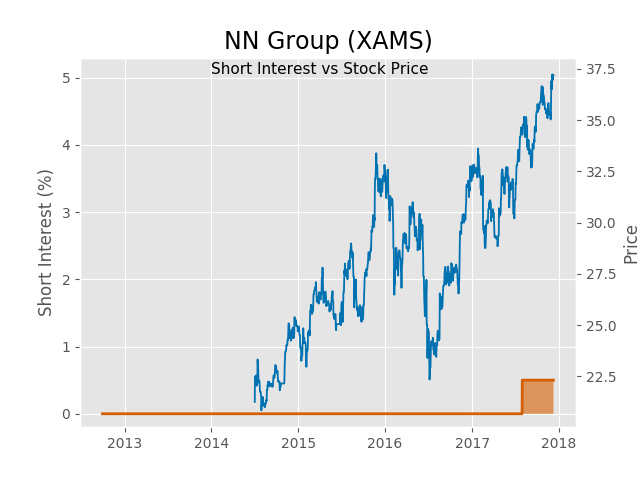 NN Group (XAMS)
Short Interest vs Stock Price
Short Interest (%)
5
4
3
2
1
0
37.5
35.0
32.5
30.0
27.5
25.0
22.5
Price
2013 2014 2015 2016 2017 2018